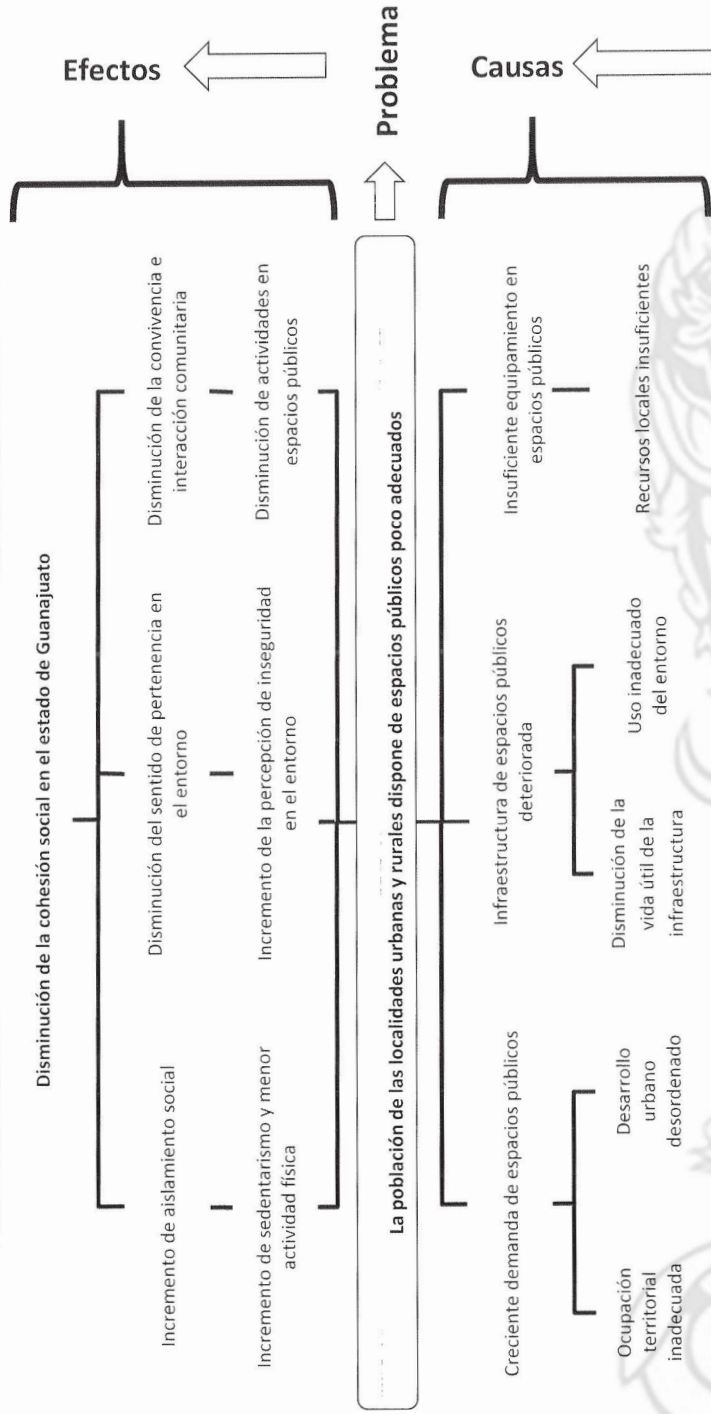 Disminución de la cohesión social en el estado de Guanajuato
Incremento de aislamiento social
Disminución del sentido de pertenencia en
el entorno
Disminución de la convivencia e
interacción comunitaria
Efectos
Incremento de sedentarismo y menor
actividad física
Incremento de la percepción de inseguridad
en el entorno
Disminución de actividades en
espacios públicos
La población de las localidades urbanas y rurales dispone de espacios públicos poco adecuados
Problema
Creciente demanda de espacios públicos
Infraestructura de espacios públicos
deteriorada
Insuficiente equipamiento en
espacios públicos
Causas
Ocupación
territorial
inadecuada
Desarrollo
urbano
desordenado
Disminución de la
vida útil de la
infraestructura
Uso inadecuado
del entorno
Recursos locales insuficientes